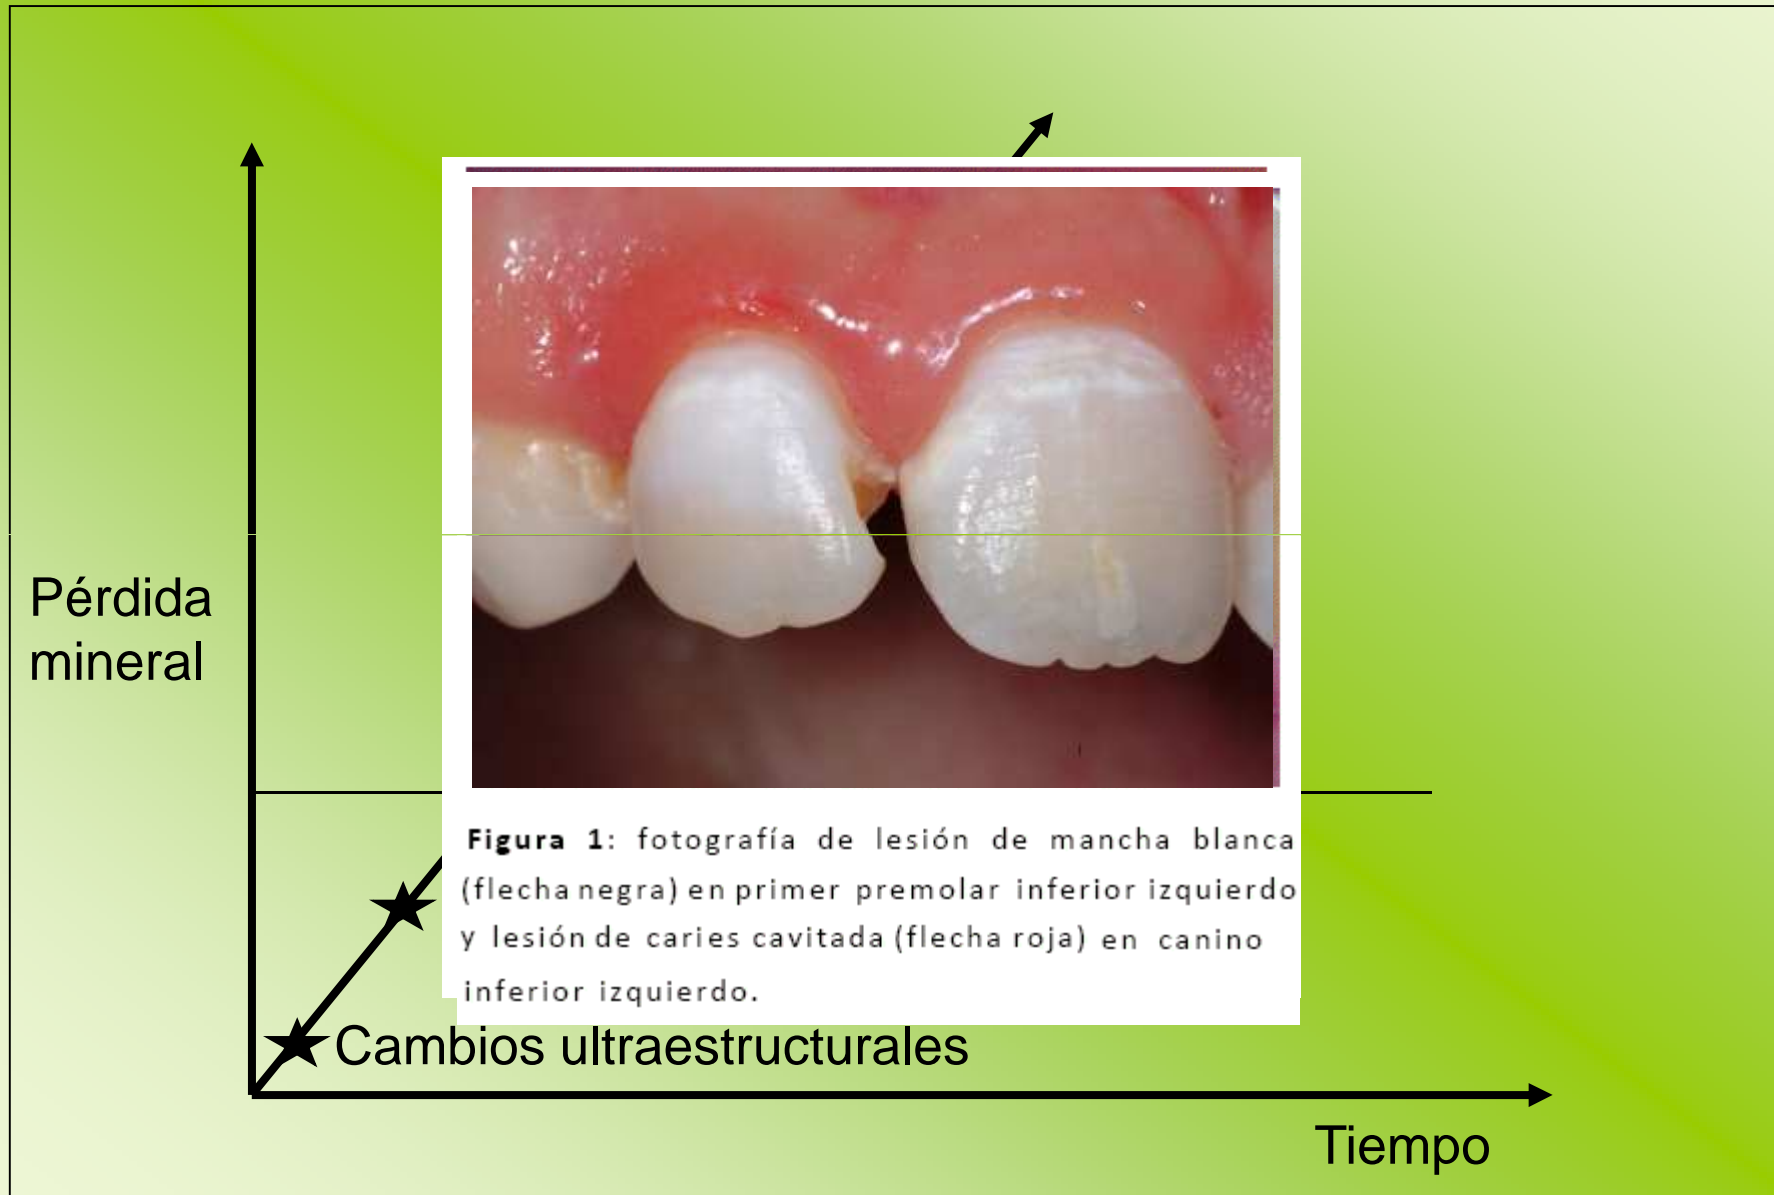 Pérdida
mineral
Figura 1: fotografía de lesión de mancha blanca
(flecha negra) en primer premolar inferior izquierdo
y lesión de caries cavitada (flecha roja) en canino
inferior izquierdo.
Cambios ultraestructurales
Tiempo